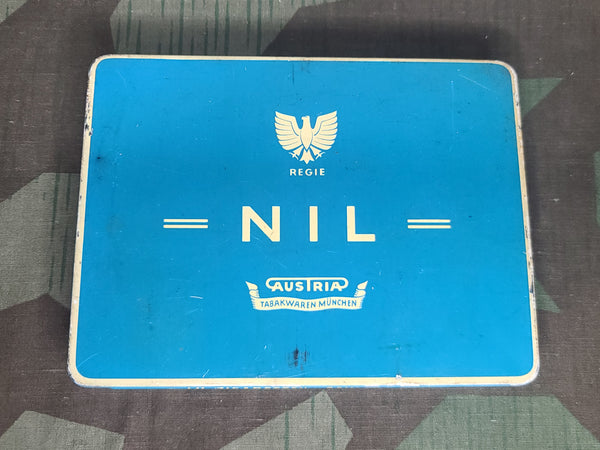 REGIE
= NIL =
AUSTRIA
TABAKWAREN MÜNCHEN